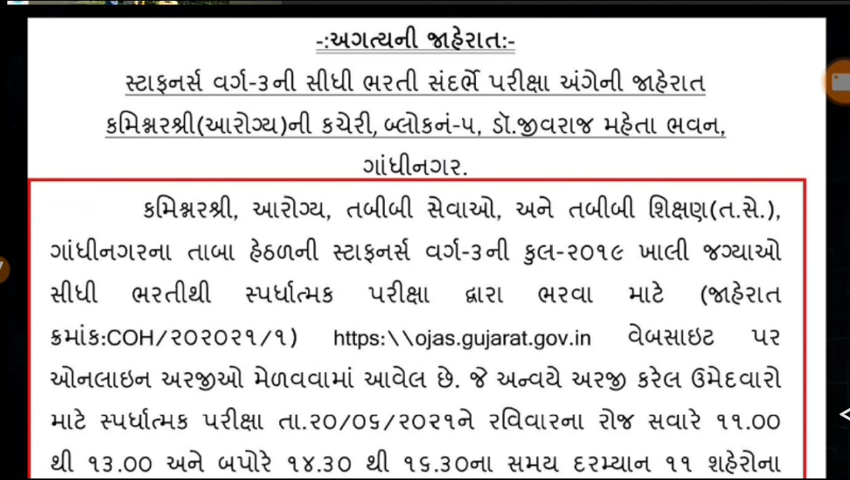 -:અગત્યની જાહેરાત:-
સ્ટાફનર્સ વર્ગ-૩ની સીધી ભરતી સંદર્ભે પરીક્ષા અંગેની જાહેરાત
કમિશ્નરશ્રી(આરોગ્ય)ની કચેરી, બ્લોકનં-૫, ડૉ.જીવરાજ મહેતા ભવન,
ગાંધીનગર.
કમિશ્નરશ્રી, આરોગ્ય, તબીબી સેવાઓ, અને તબીબી શિક્ષણ(ત.સે.),
ગાંધીનગરના તાબા હેઠળની સ્ટાફનર્સ વર્ગ-૩ની કુલ-૨૦૧૯ ખાલી જગ્યાઓ
સીધી ભરતીથી સ્પર્ધાત્મક પરીક્ષા દ્વારા ભરવા માટે (જાહેરાત
ક્રમાંક:COH/૨૦૨૦૨૧/૧) https:\\ojas.gujarat.gov.in વેબસાઇટ પર
ઓનલાઇન અરજીઓ મેળવવામાં આવેલ છે. જે અન્વયે અરજી કરેલ ઉમેદવારો
માટે સ્પર્ધાત્મક પરીક્ષા તા.૨૦/૦૬/૨૦૨૧ને રવિવારના રોજ સવારે ૧૧.00
થી ૧૩.00 અને બપોરે ૧૪.૩0 થી ૧૬.૩0ના સમય દરમ્યાન ૧૧ શહેરોના